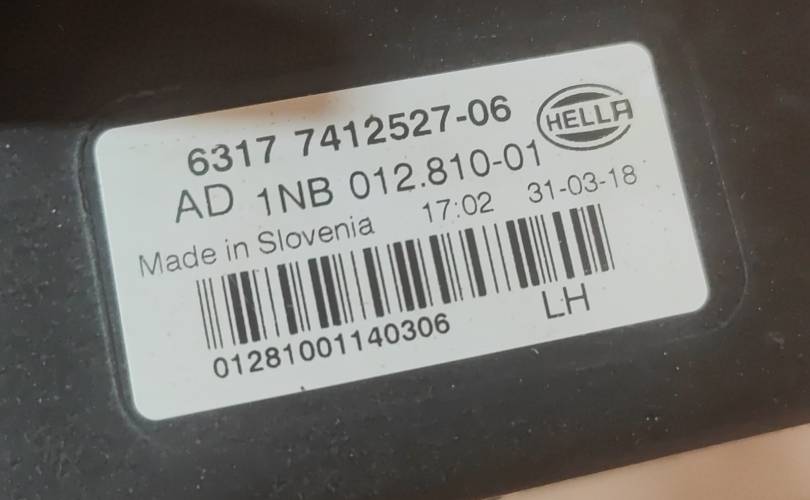 6317 7412527-06
HELLA
AD 1NB 012.810-01
Made in Slovenia 17:02 31-03-18
01281001140306
LH